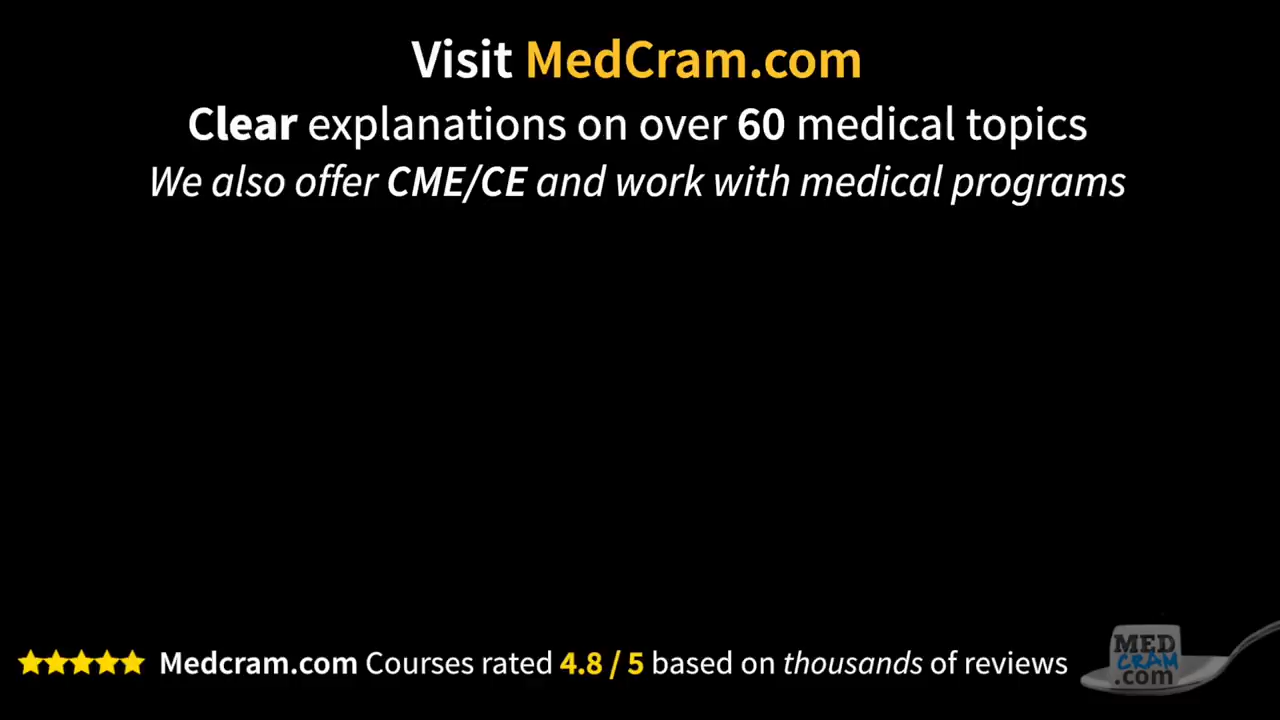 Visit MedCram.com
Clear explanations on over 60 medical topics
We also offer CME/CE and work with medical programs
Medcram.com Courses rated 4.8 / 5 based on thousands of reviews
MED
CRAM
.com